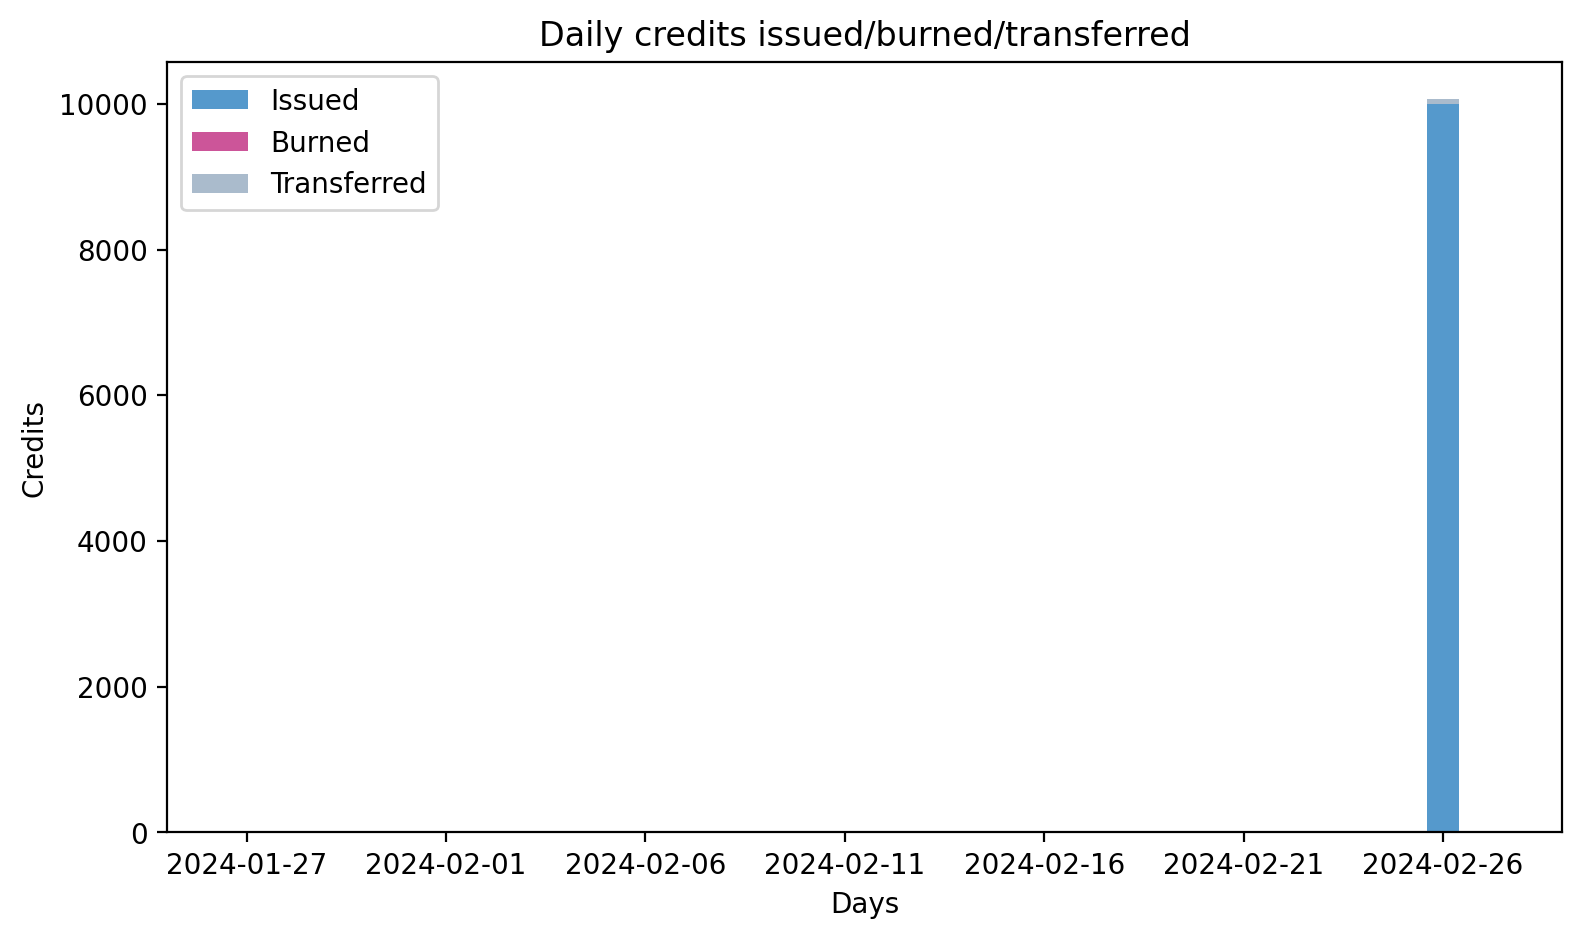 Daily credits issued/burned/transferred
Issued
Burned
Transferred
10000
8000
6000
4000
2000
0
Credits
2024-01-27 2024-02-01 2024-02-06 2024-02-11 2024-02-16 2024-02-21 2024-02-26
Days